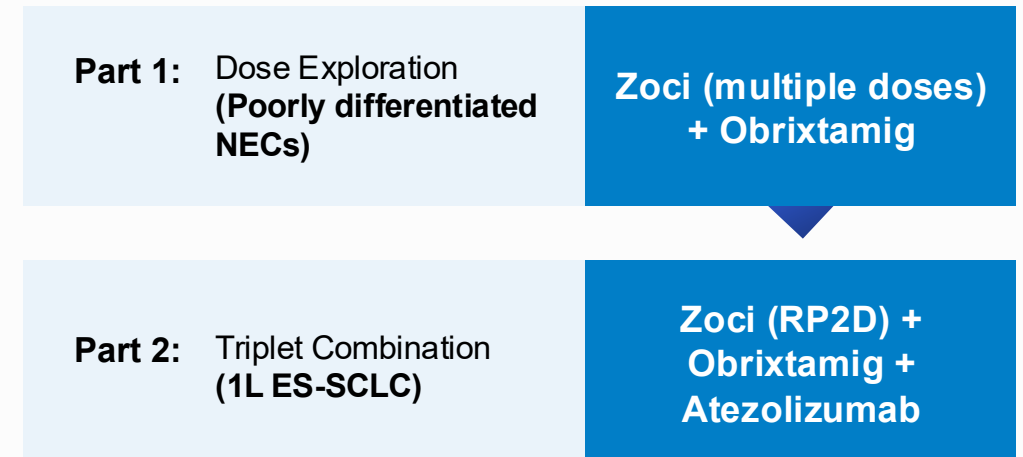 Part 1: Dose Exploration
(Poorly differentiated
NECs)
Zoci (multiple doses)
+ Obrixtamig
Part 2: Triplet Combination
(1L ES-SCLC)
Zoci (RP2D) +
Obrixtamig +
Atezolizumab